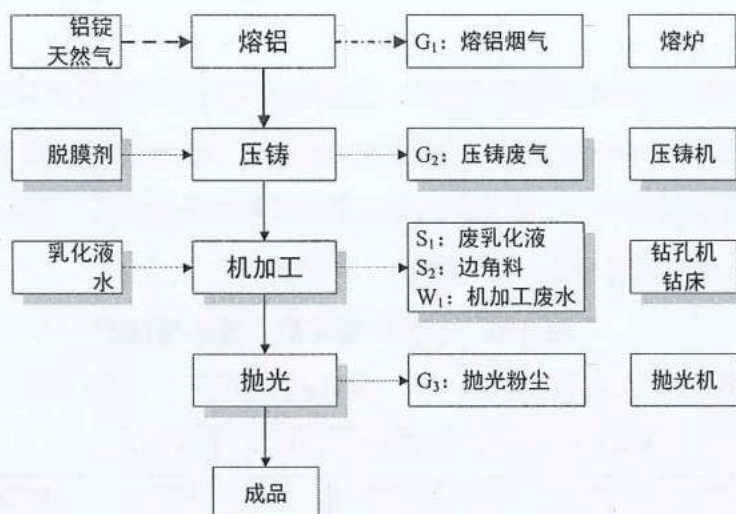 铝锭
天然气
熔铝
G₁：熔铝烟气
熔炉
脱膜剂
压铸
G₂：压铸废气
压铸机
乳化液
水
机加工
S₁：废乳化液
S₂：边角料
W₁：机加工废水
钻孔机
钻床
抛光
G₃：抛光粉尘
抛光机
成品